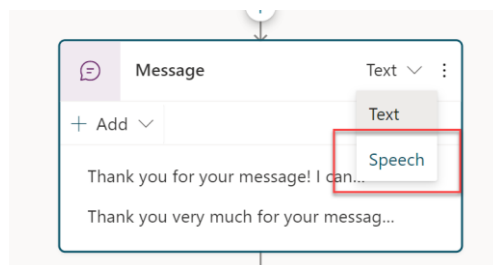 Message Text
+ Add
Text
Speech
Thank you for your message! I can...
Thank you very much for your messag...